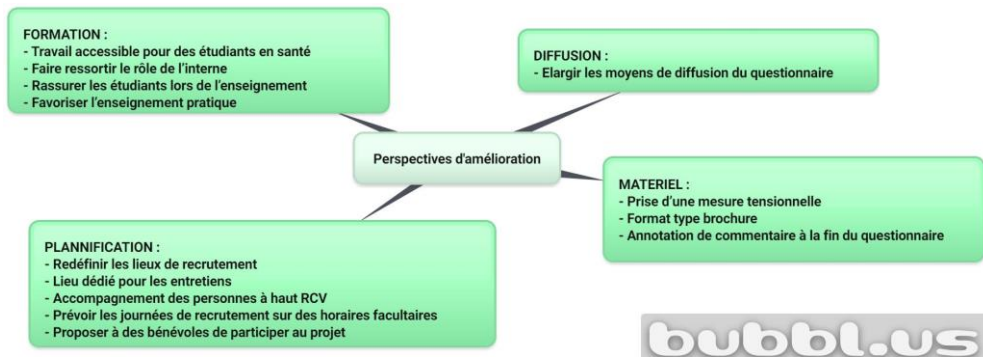 FORMATION :
- Travail accessible pour des étudiants en santé
- Faire ressortir le rôle de l'interne
- Rassurer les étudiants lors de l'enseignement
- Favoriser l'enseignement pratique
DIFFUSION :
- Elargir les moyens de diffusion du questionnaire
Perspectives d'amélioration
MATERIEL :
- Prise d'une mesure tensionnelle
- Format type brochure
- Annotation de commentaire à la fin du questionnaire
PLANNIFICATION :
- Redéfinir les lieux de recrutement
- Lieu dédié pour les entretiens
- Accompagnement des personnes à haut RCV
- Prévoir les journées de recrutement sur des horaires facultaires
- Proposer à des bénévoles de participer au projet
bubbl.us